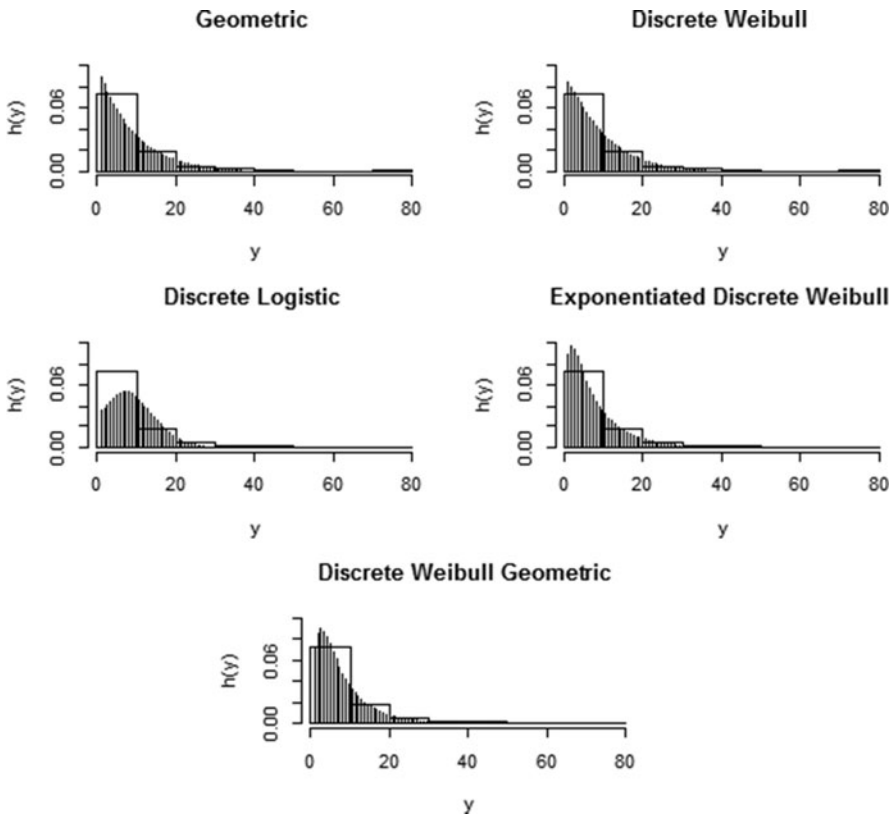 Geometric
h(y)
0.06
0.00
0 20 40 60 80
y
Discrete Weibull
h(y)
0.06
0.00
0 20 40 60 80
y
Discrete Logistic
h(y)
0.06
0.00
0 20 40 60 80
y
Exponentiated Discrete Weibull
h(y)
0.06
0.00
0 20 40 60 80
y
Discrete Weibull Geometric
h(y)
0.06
0.00
0 20 40 60 80
y